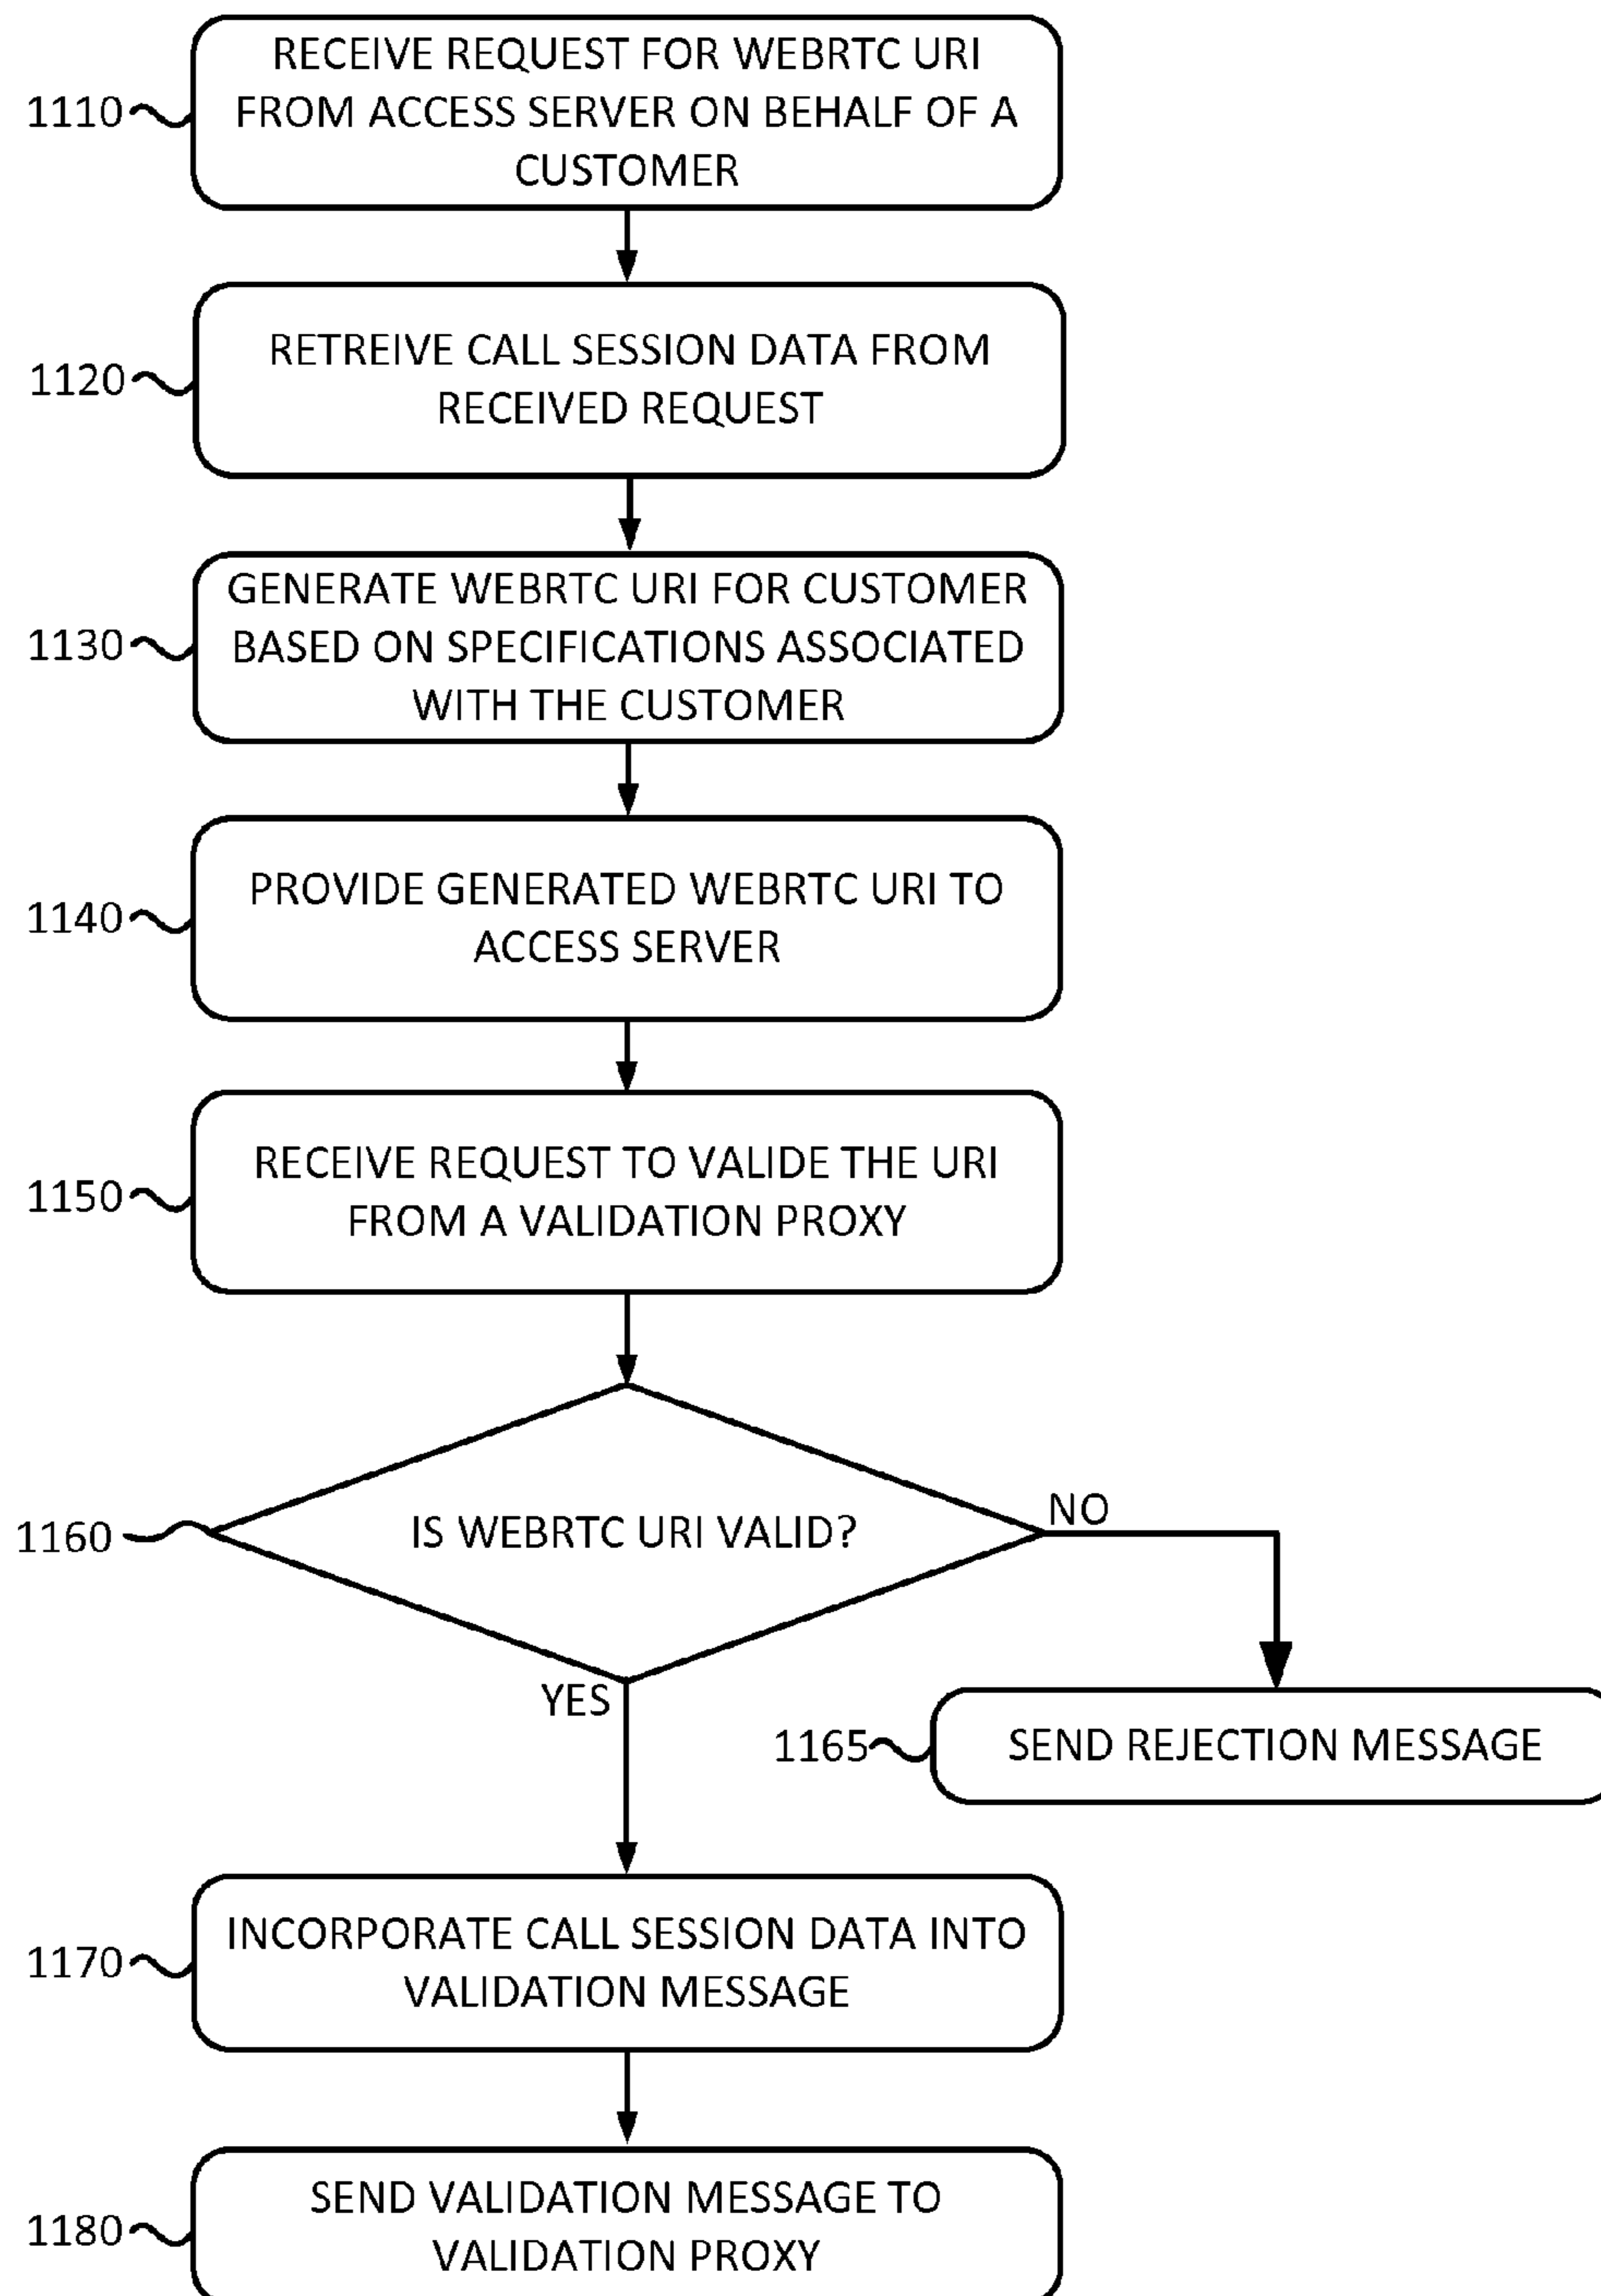 1110
RECEIVE REQUEST FOR WEBRTC URI
FROM ACCESS SERVER ON BEHALF OF A
CUSTOMER
1120
RETREIVE CALL SESSION DATA FROM
RECEIVED REQUEST
1130
GENERATE WEBRTC URI FOR CUSTOMER
BASED ON SPECIFICATIONS ASSOCIATED
WITH THE CUSTOMER
1140
PROVIDE GENERATED WEBRTC URI TO
ACCESS SERVER
1150
RECEIVE REQUEST TO VALIDE THE URI
FROM A VALIDATION PROXY
1160
IS WEBRTC URI VALID?
NO
YES
1165
SEND REJECTION MESSAGE
1170
INCORPORATE CALL SESSION DATA INTO
VALIDATION MESSAGE
1180
SEND VALIDATION MESSAGE TO
VALIDATION PROXY